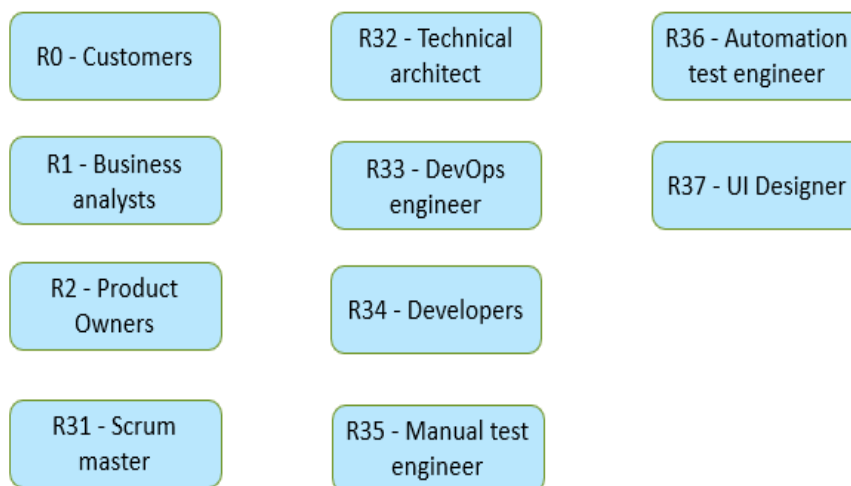 R0 - Customers
R1 - Business
analysts
R2 - Product
Owners
R31 - Scrum
master
R32 - Technical
architect
R33 - DevOps
engineer
R34 - Developers
R35 - Manual test
engineer
R36 - Automation
test engineer
R37 - UI Designer